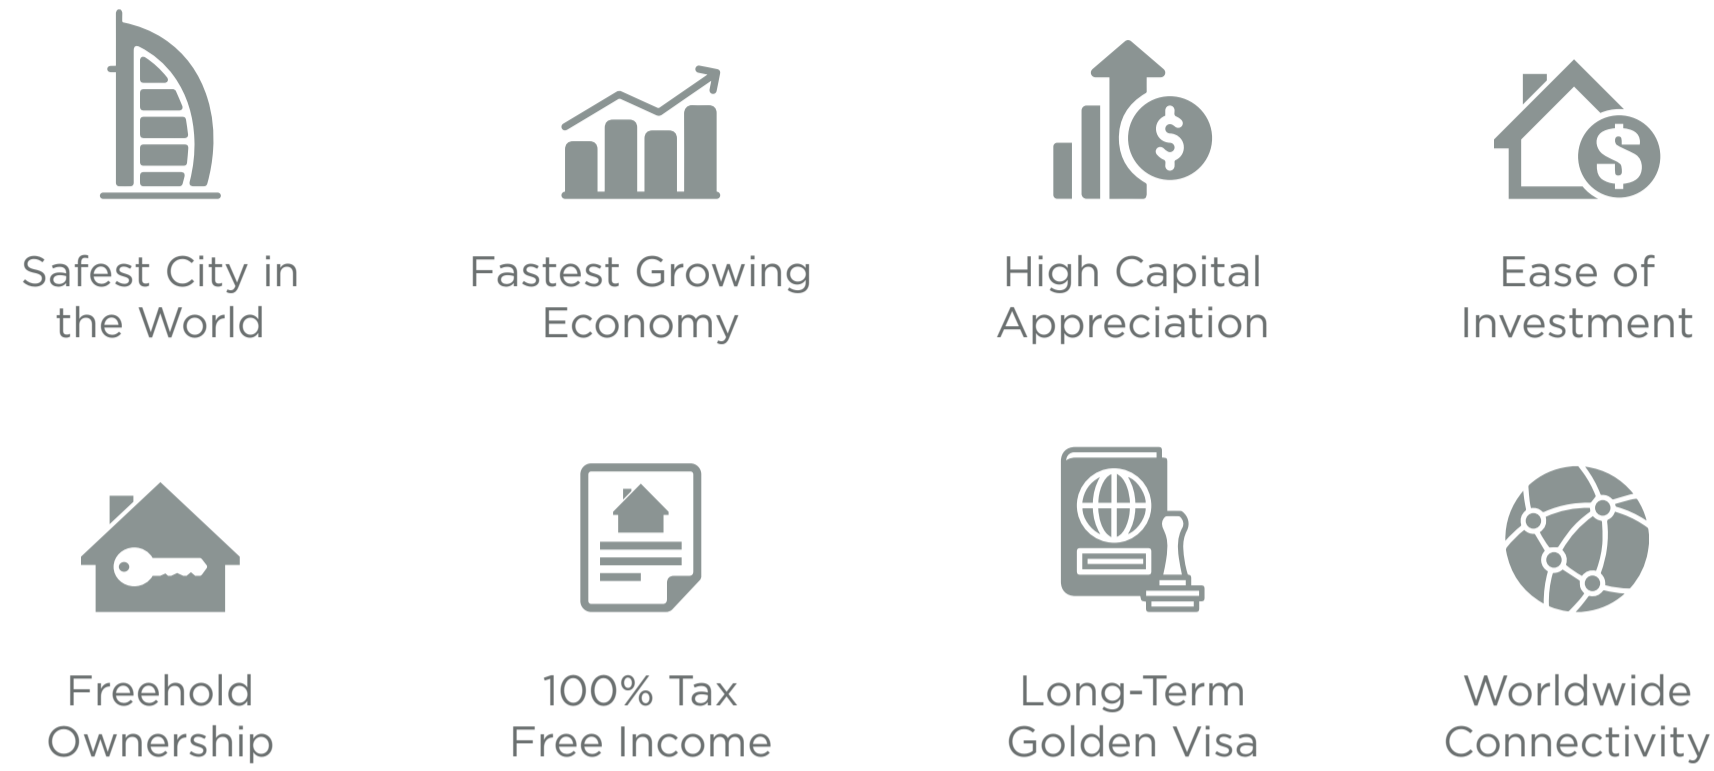 Safest City in
the World
Fastest Growing
Economy
High Capital
Appreciation
Ease of
Investment
Freehold
Ownership
100% Tax
Free Income
Long-Term
Golden Visa
Worldwide
Connectivity